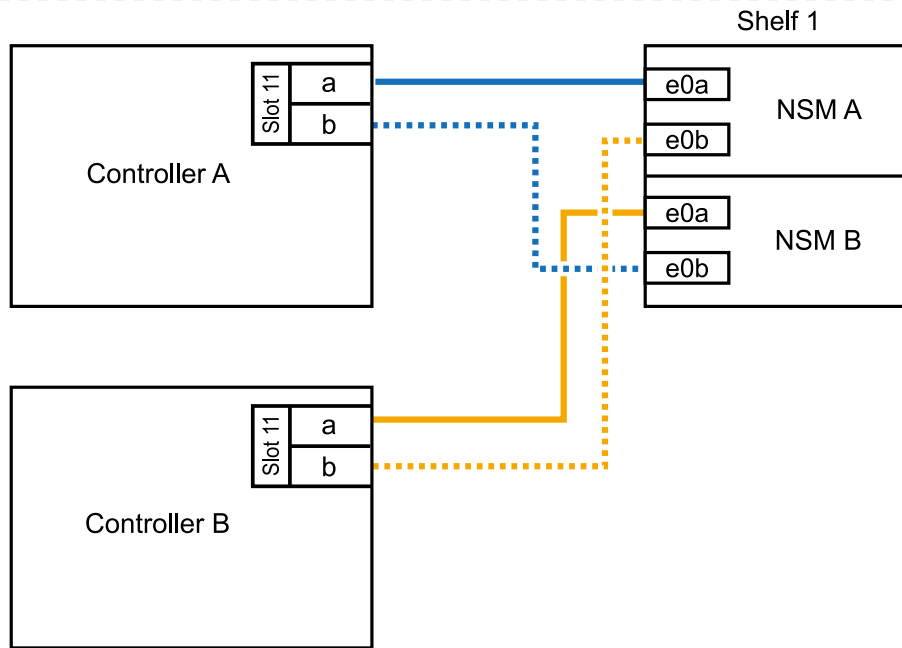 Shelf 1
Controller A
Slot 11
a
b
e0a
e0b
NSM A
e0a
e0b
NSM B
Controller B
Slot 11
a
b